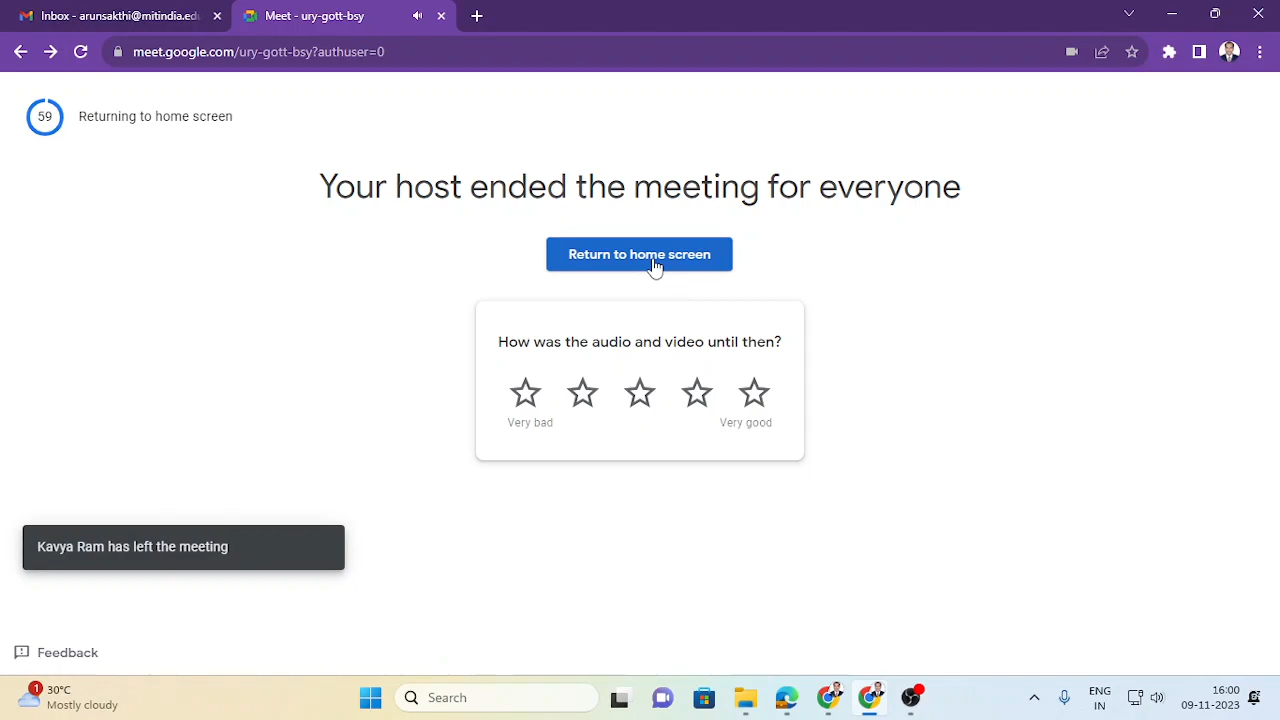 Inbox - arunsakthi@mitindia.ed
Meet - ury-gott-bsy
meet.google.com/ury-gott-bsy?authuser=0
59
Returning to home screen
Your host ended the meeting for everyone
Return to home screen
How was the audio and video until then?
Very bad
Very good
Kavya Ram has left the meeting
Feedback
1
30°C
Mostly cloudy
Search
ENG
IN
10:00
09-11-2023